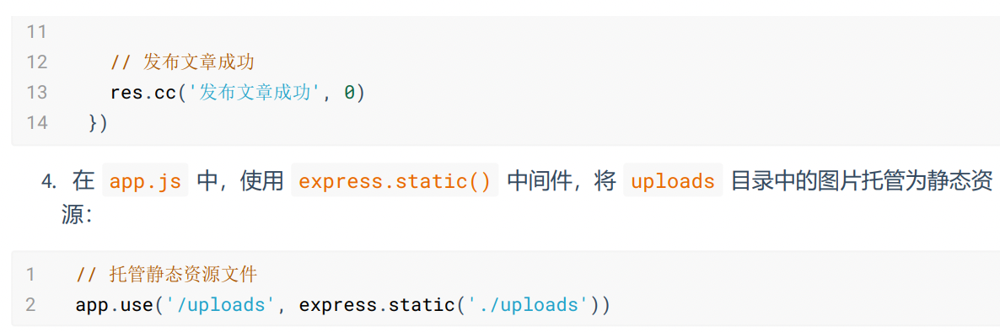 11
12 // 发布文章成功
13 res.cc('发布文章成功', 0)
14 })
4. 在 app.js 中，使用 express.static() 中间件，将 uploads 目录中的图片托管为静态资
源：
1 // 托管静态资源文件
2 app.use('/uploads', express.static('./uploads'))